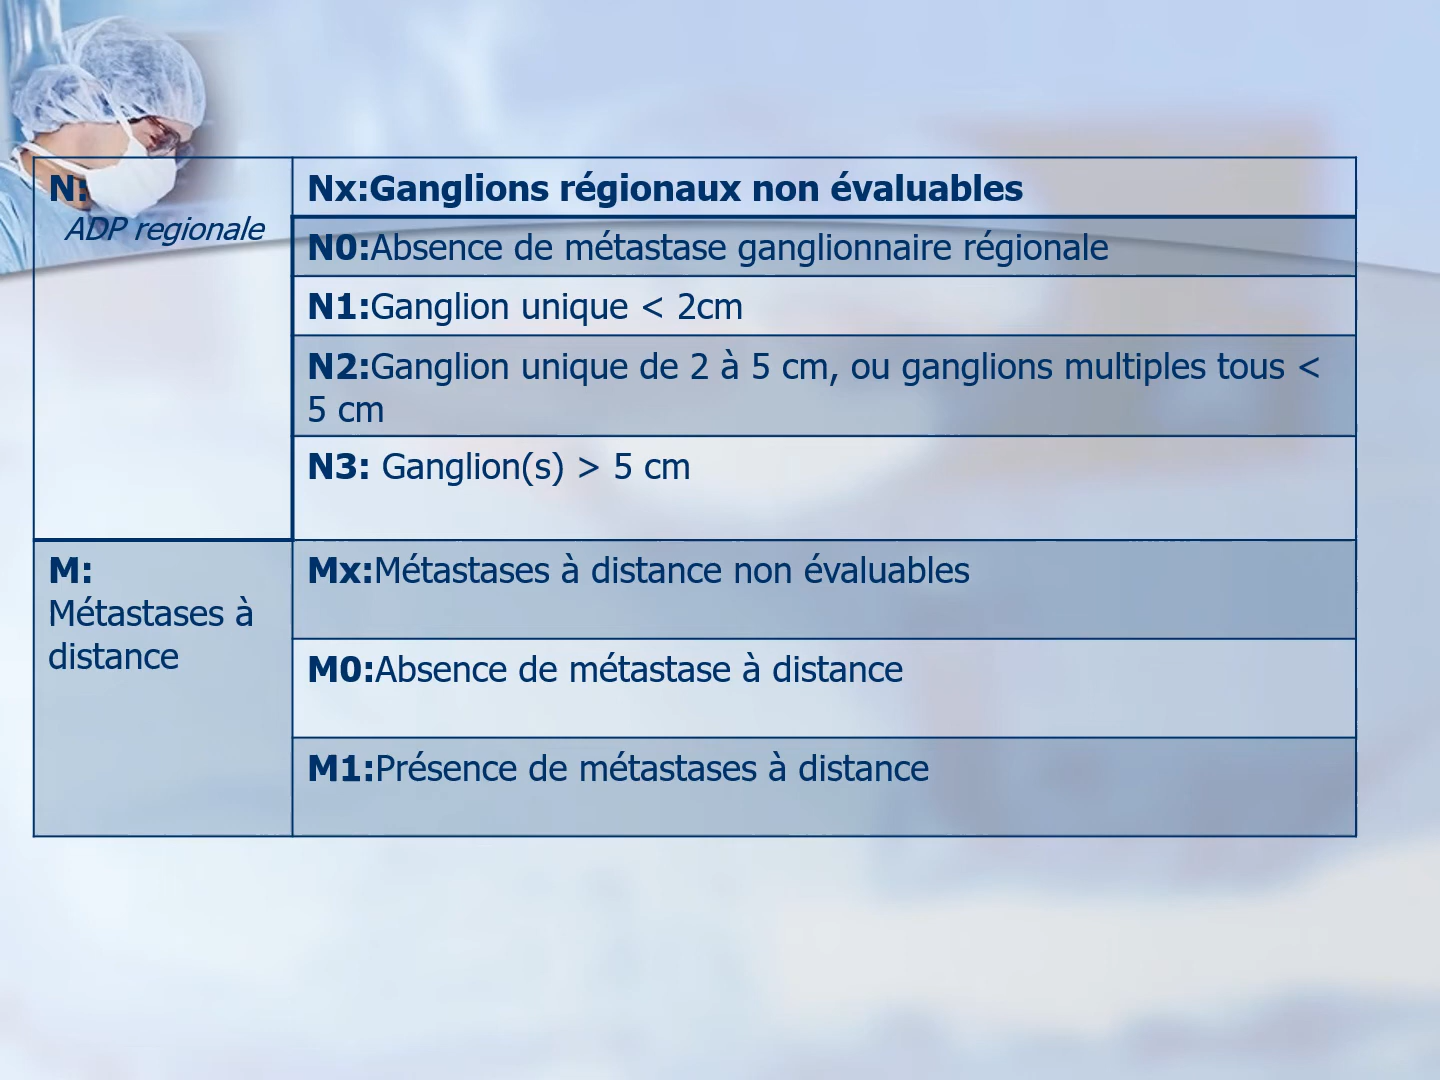 N:
ADP regionale
Nx:Ganglions régionaux non évaluables
N0:Absence de métastase ganglionnaire régionale
N1:Ganglion unique < 2cm
N2:Ganglion unique de 2 à 5 cm, ou ganglions multiples tous <
5 cm
N3: Ganglion(s) > 5 cm
M:
Métastases à
distance
Mx:Métastases à distance non évaluables
M0:Absence de métastase à distance
M1:Présence de métastases à distance